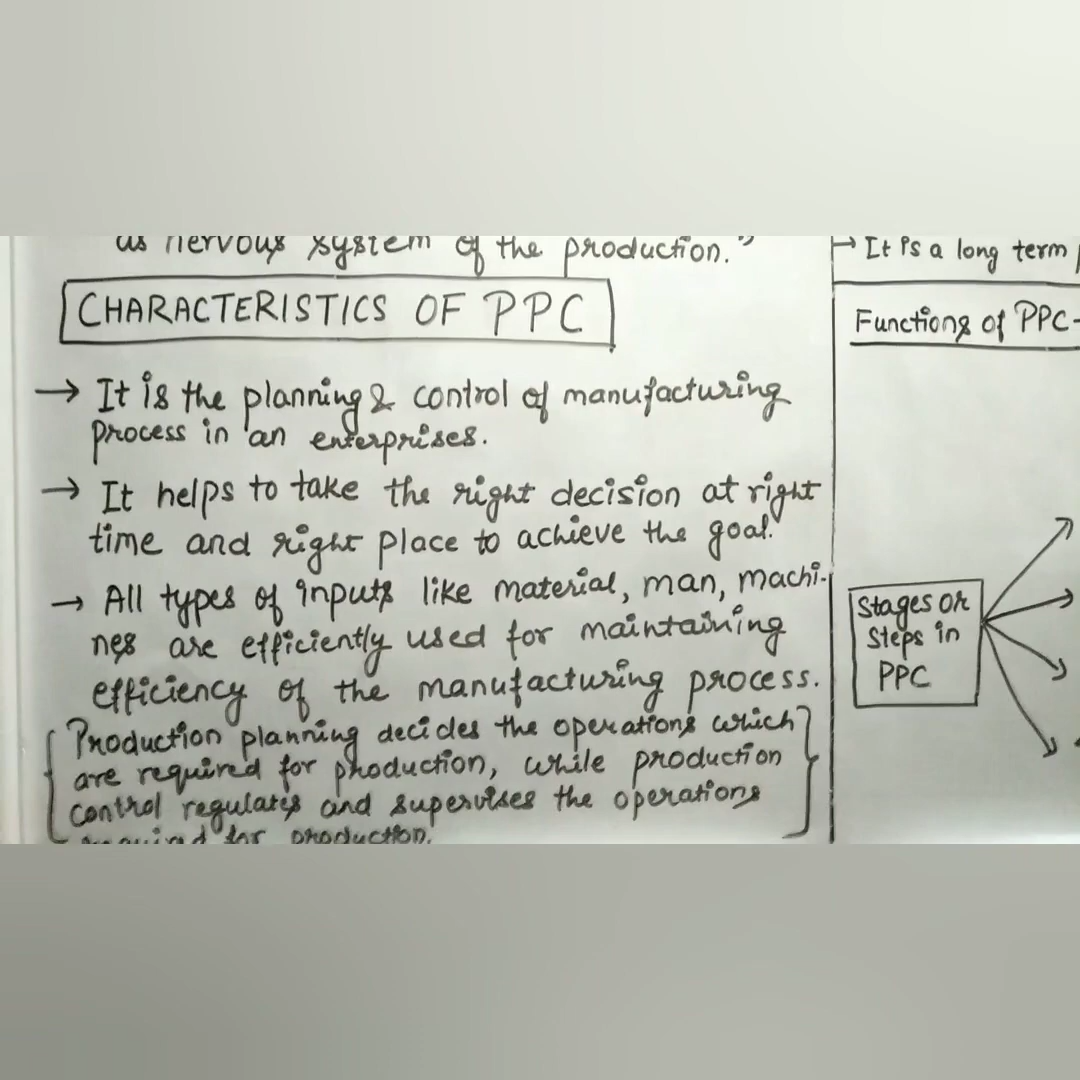 as nervous system of the production."
CHARACTERISTICS OF PPC
→ It is the planning & control of manufacturing
process in an enterprises.
→ It helps to take the right decision at right
time and right place to achieve the goal.
→ All types of inputs like material, man, machi-
nes are efficiently used for maintaining
efficiency of the manufacturing process.
Production planning decides the operations which
are required for production, while production
control regulates and supervises the operations
required for production.
→ It is a long term
Functions of PPC-
Stages or
Steps in
PPC